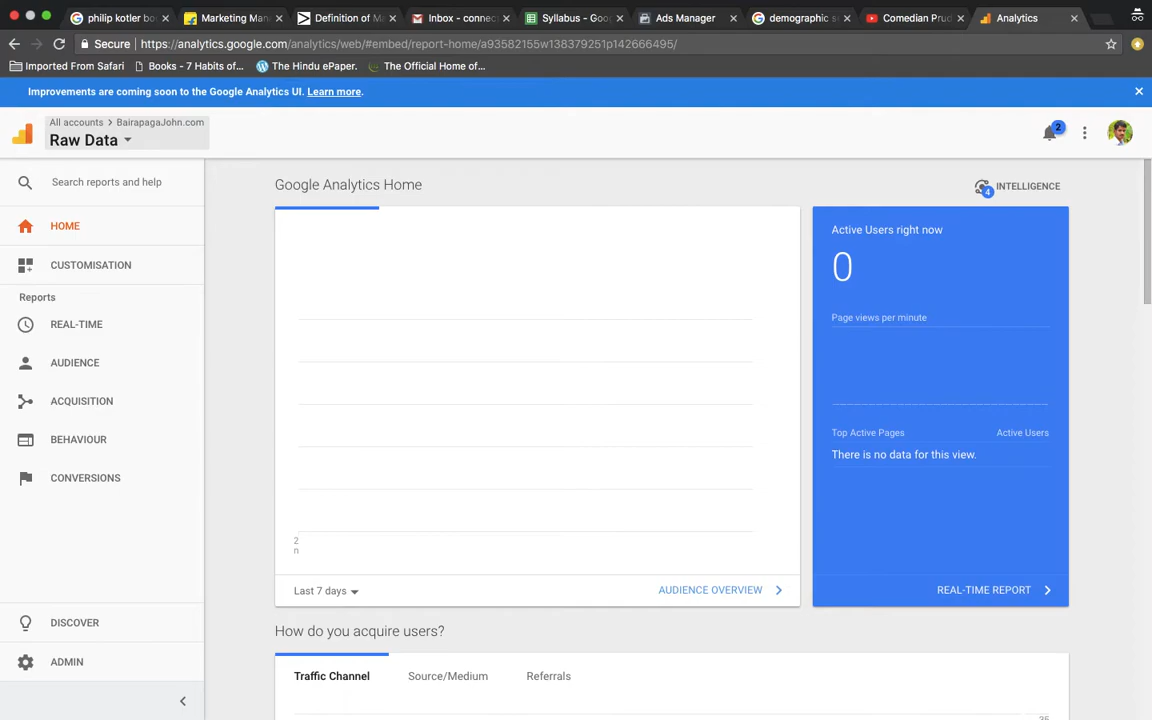 philip kotler bo
Marketing Man
Definition of M
Inbox - connec
Syllabus - Goo
Ads Manager
demographic s
Comedian Prud
Analytics
Secure
https://analytics.google.com/analytics/web/#embed/report-home/a93582155w138379251p142666495/
Imported From Safari
Books - 7 Habits of...
The Hindu ePaper.
The Official Home of...
Improvements are coming soon to the Google Analytics UI. Learn more.
All accounts > BairapagaJohn.com
Raw Data
2
Search reports and help
Google Analytics Home
4
INTELLIGENCE
HOME
CUSTOMISATION
Reports
REAL-TIME
AUDIENCE
ACQUISITION
BEHAVIOUR
CONVERSIONS
DISCOVER
ADMIN
2
n
Last 7 days
AUDIENCE OVERVIEW
Active Users right now
0
Page views per minute
Top Active Pages
Active Users
There is no data for this view.
REAL-TIME REPORT
How do you acquire users?
Traffic Channel
Source/Medium
Referrals